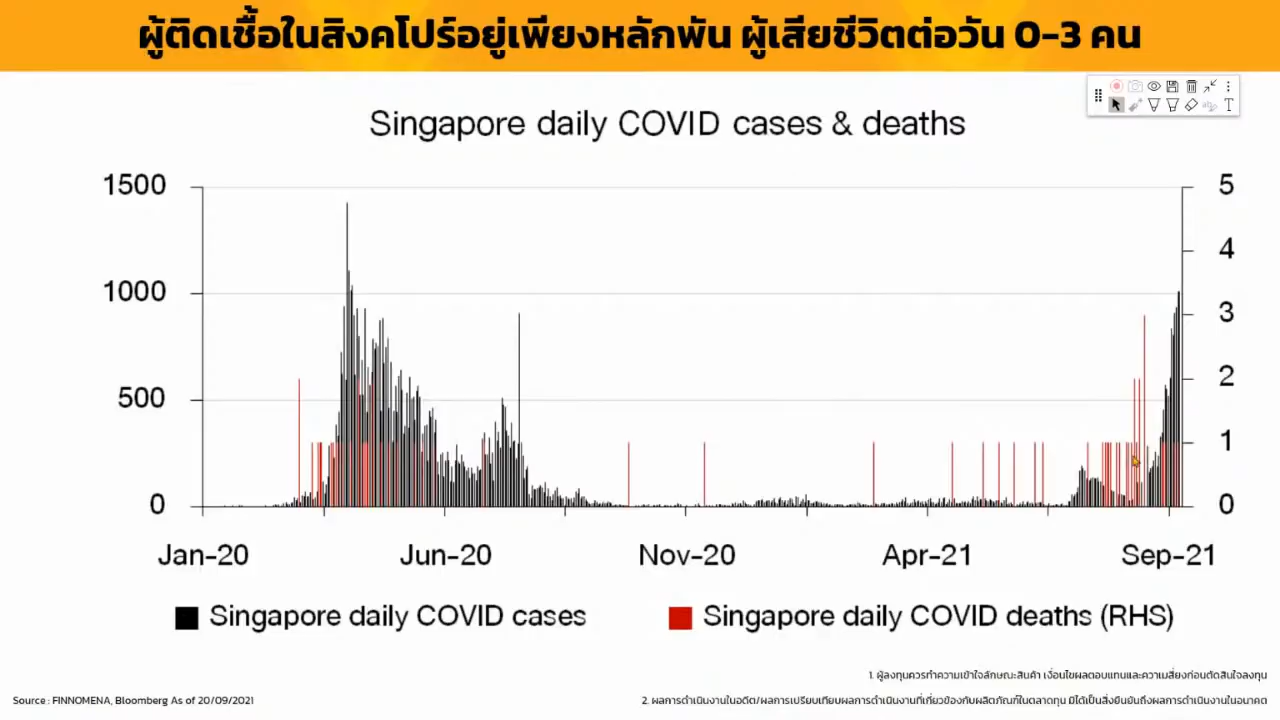 ผู้ติดเชื้อในสิงคโปร์อยู่เพียงหลักพัน ผู้เสียชีวิตต่อวัน 0-3 คน
Singapore daily COVID cases & deaths
1500
1000
500
0
5
4
3
2
1
0
Jan-20 Jun-20 Nov-20 Apr-21 Sep-21
Singapore daily COVID cases Singapore daily COVID deaths (RHS)
1. ผู้ลงทุนควรทำความเข้าใจลักษณะสินค้า เงื่อนไขผลตอบแทนและความเสี่ยงก่อนตัดสินใจลงทุน
Source : FINNOMENA, Bloomberg As of 20/09/2021
2. ผลการดำเนินงานในอดีต/ผลการเปรียบเทียบผลการดำเนินงานที่เกี่ยวข้องกับผลิตภัณฑ์ในตลาดทุน มิได้เป็นสิ่งยืนยันถึงผลการดำเนินงานในอนาคต